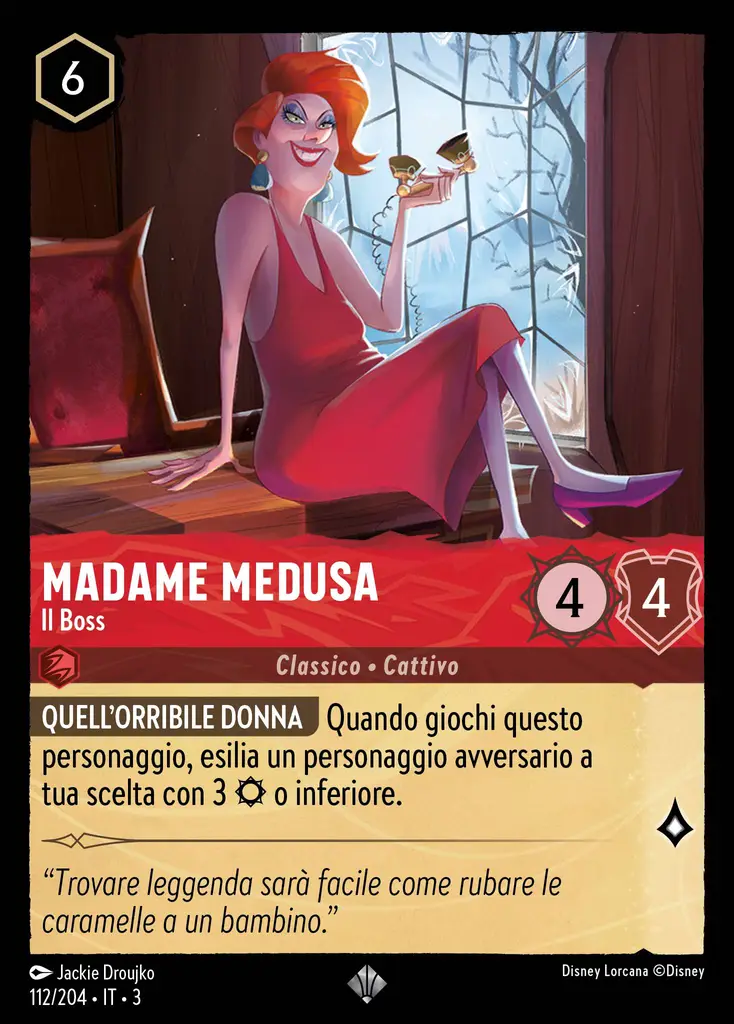 6
MADAME MEDUSA
Il Boss
4
4
Classico • Cattivo
QUELL'ORRIBILE DONNA Quando giochi questo
personaggio, esilia un personaggio avversario a
tua scelta con 3 o inferiore.
“Trovare leggenda sarà facile come rubare le
caramelle a un bambino.”
Jackie Droujko
Disney Lorcana ©Disney
112/204 • IT • 3